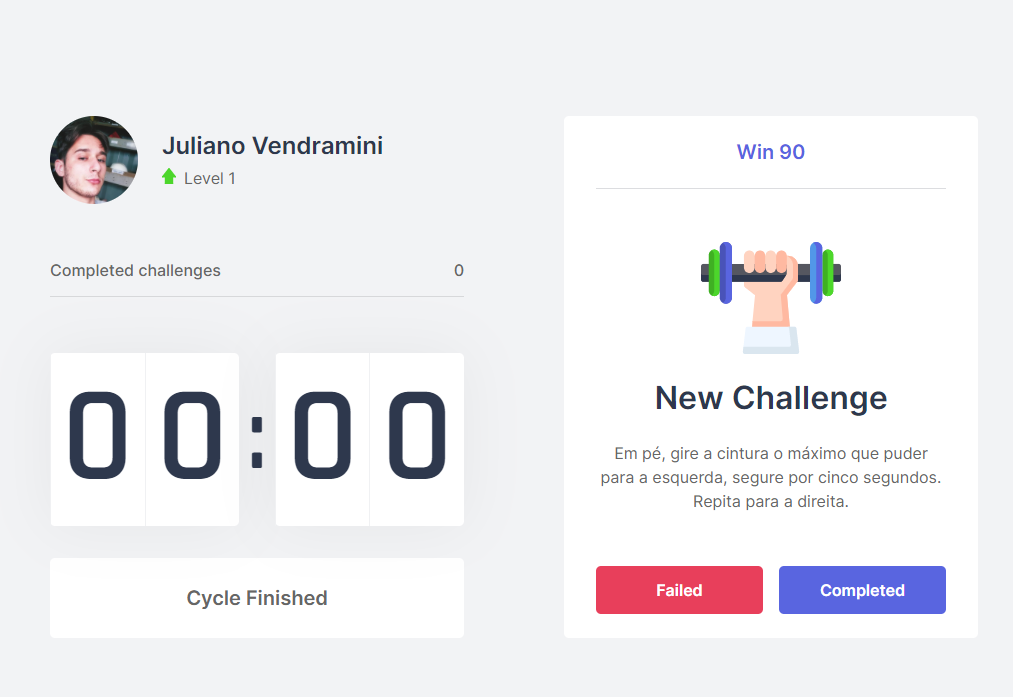 Juliano Vendramini
Level 1
Completed challenges 0
00:00
Cycle Finished
Win 90
New Challenge
Em pé, gire a cintura o máximo que puder
para a esquerda, segure por cinco segundos.
Repita para a direita.
Failed
Completed